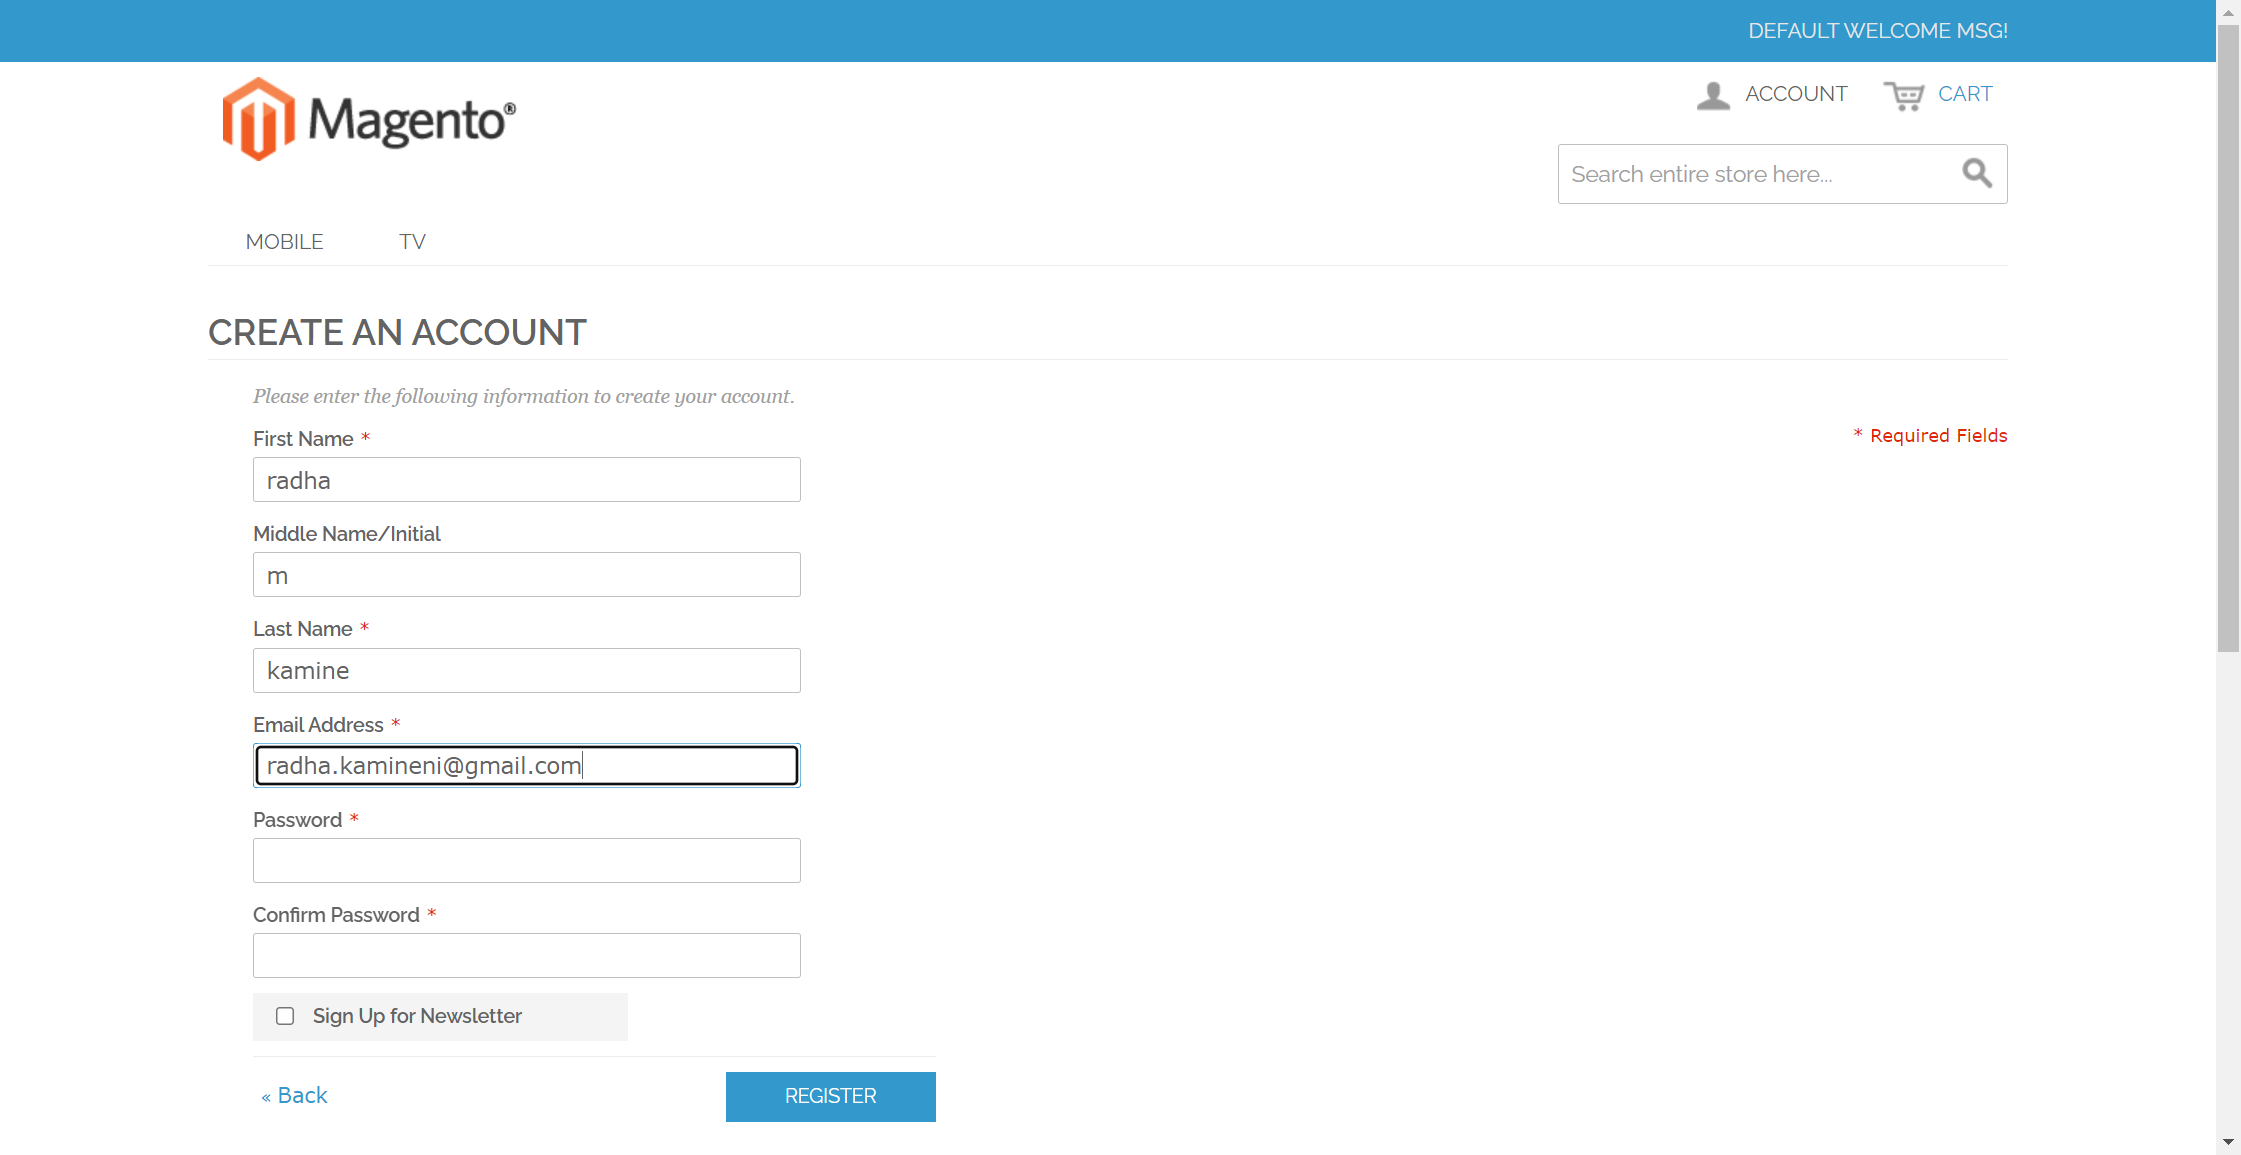 DEFAULT WELCOME MSG!
Magento®
ACCOUNT
CART
Search entire store here...
MOBILE
TV
CREATE AN ACCOUNT
Please enter the following information to create your account.
First Name *
* Required Fields
radha
Middle Name/Initial
m
Last Name *
kamine
Email Address *
radha.kamineni@gmail.com
Password *
Confirm Password *
Sign Up for Newsletter
« Back
REGISTER